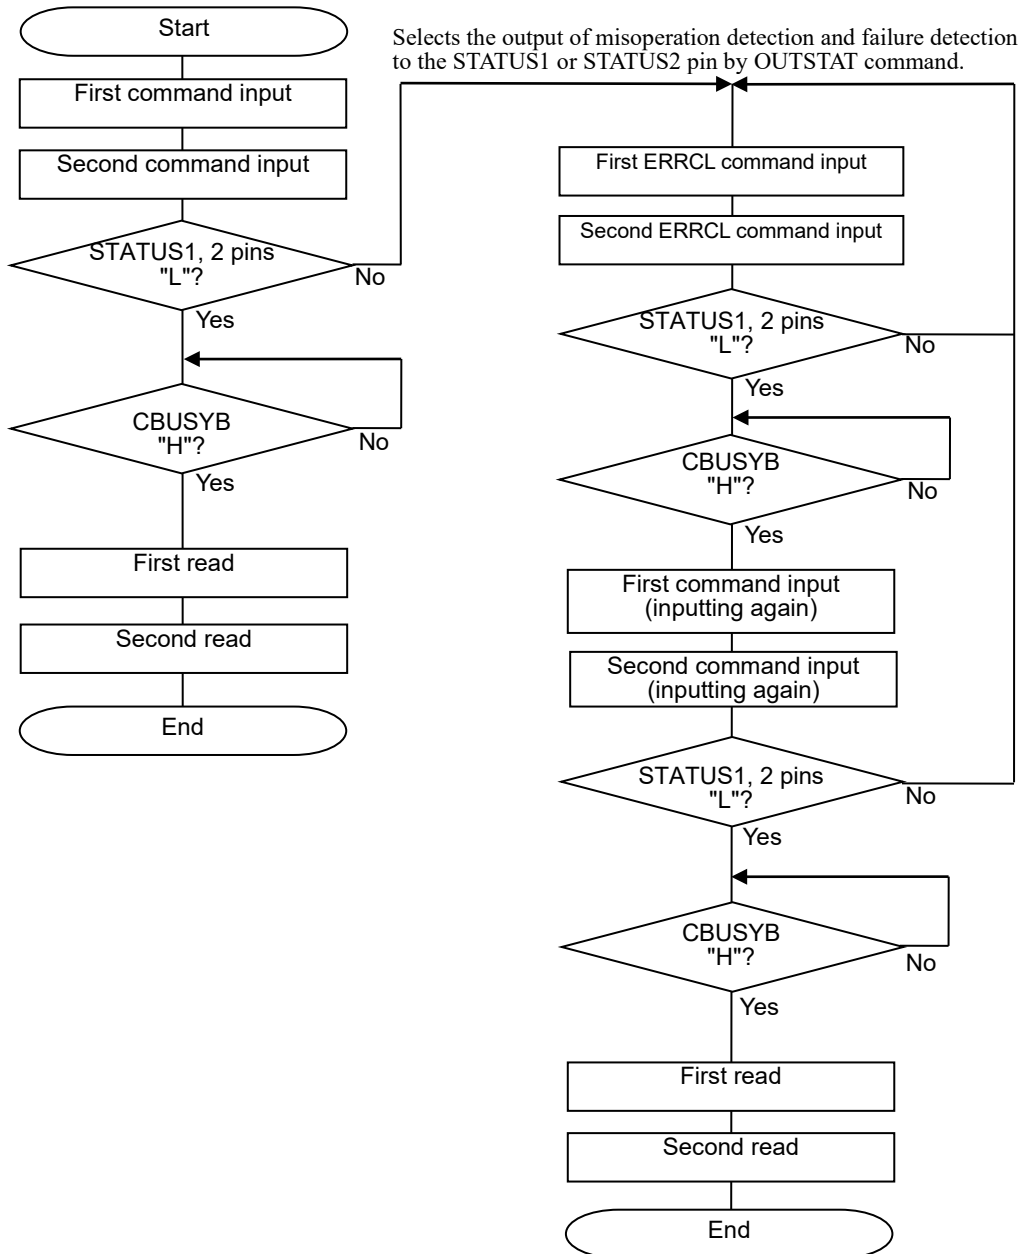 Start
First command input
Second command input
STATUS1, 2 pins
"L"?
No
Yes
CBUSYB
"H"?
No
Yes
First read
Second read
End
Selects the output of misoperation detection and failure detection
to the STATUS1 or STATUS2 pin by OUTSTAT command.
First ERRCL command input
Second ERRCL command input
STATUS1, 2 pins
"L"?
No
Yes
CBUSYB
"H"?
No
Yes
First command input
(inputting again)
Second command input
(inputting again)
STATUS1, 2 pins
"L"?
No
Yes
CBUSYB
"H"?
No
Yes
First read
Second read
End